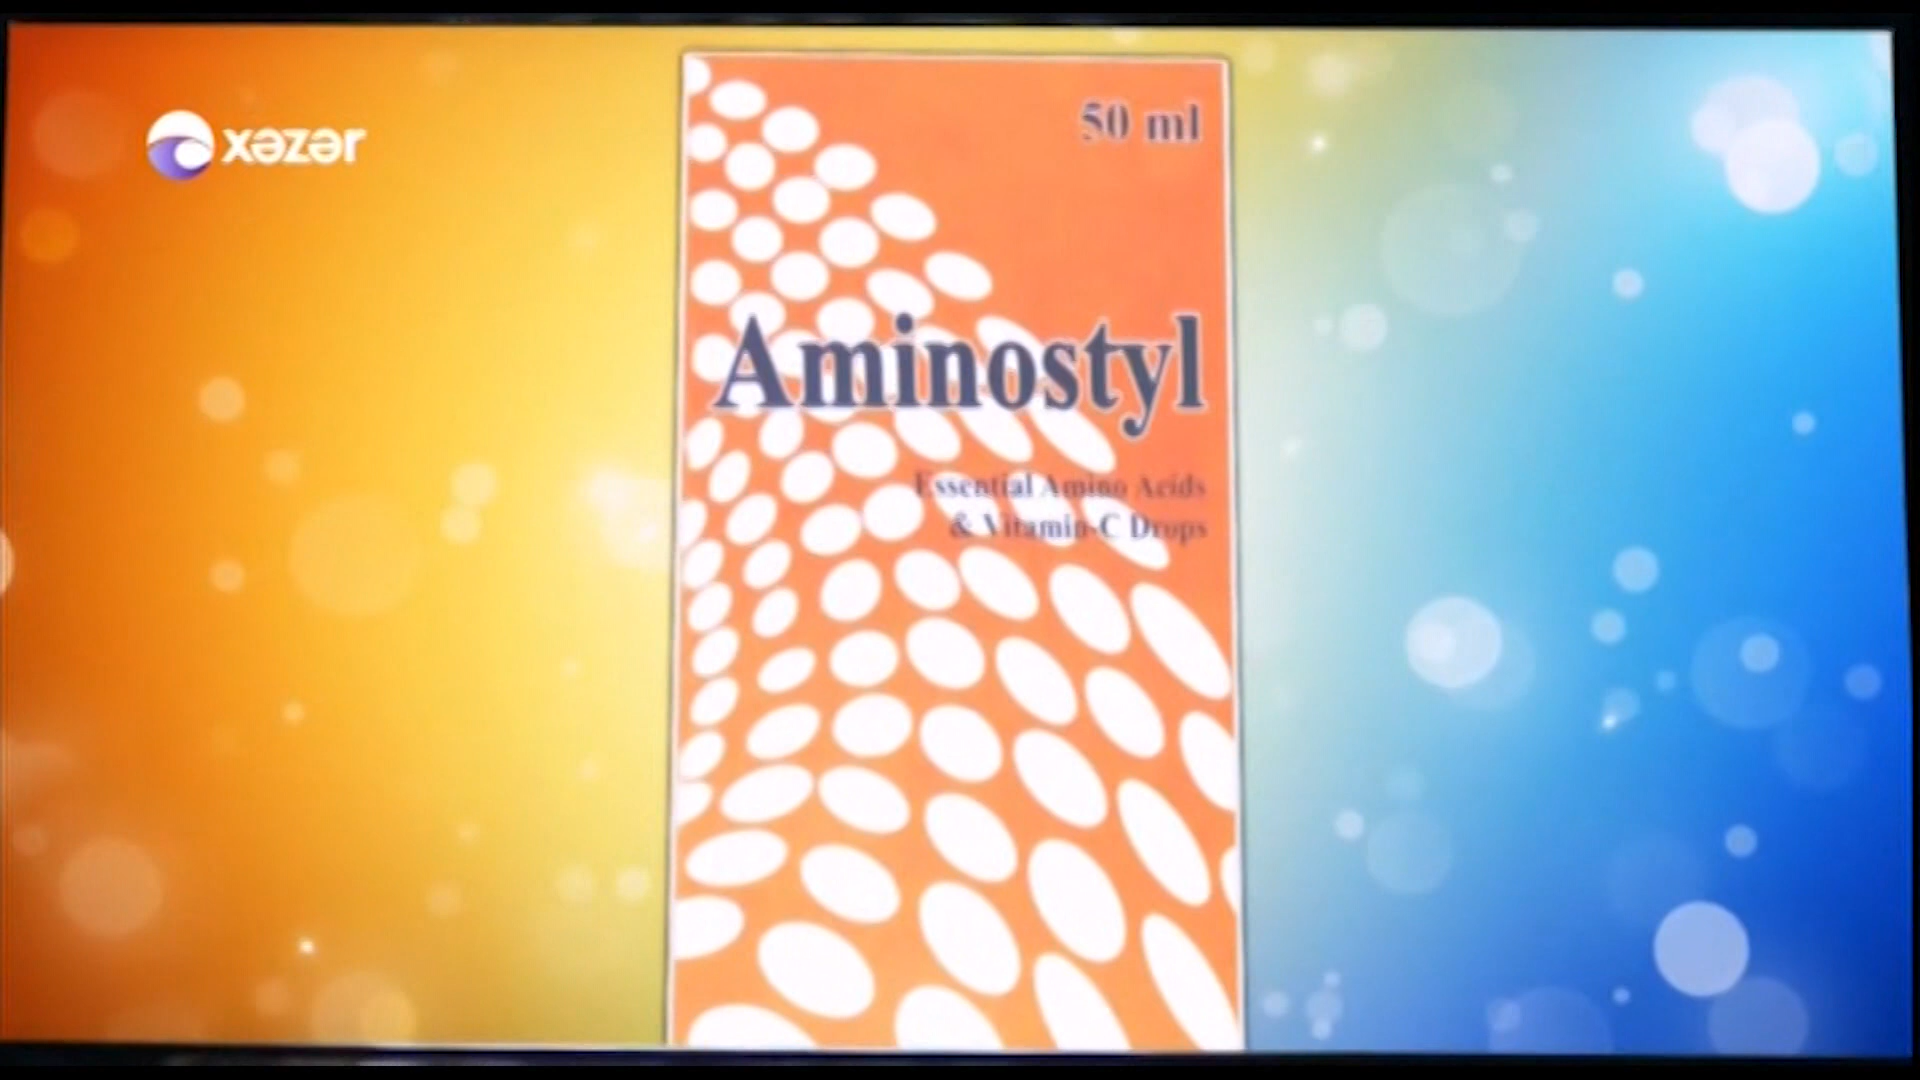 xəzər
50 ml
Aminostyl
Essential Amino Acids
& Vitamin-C Drops